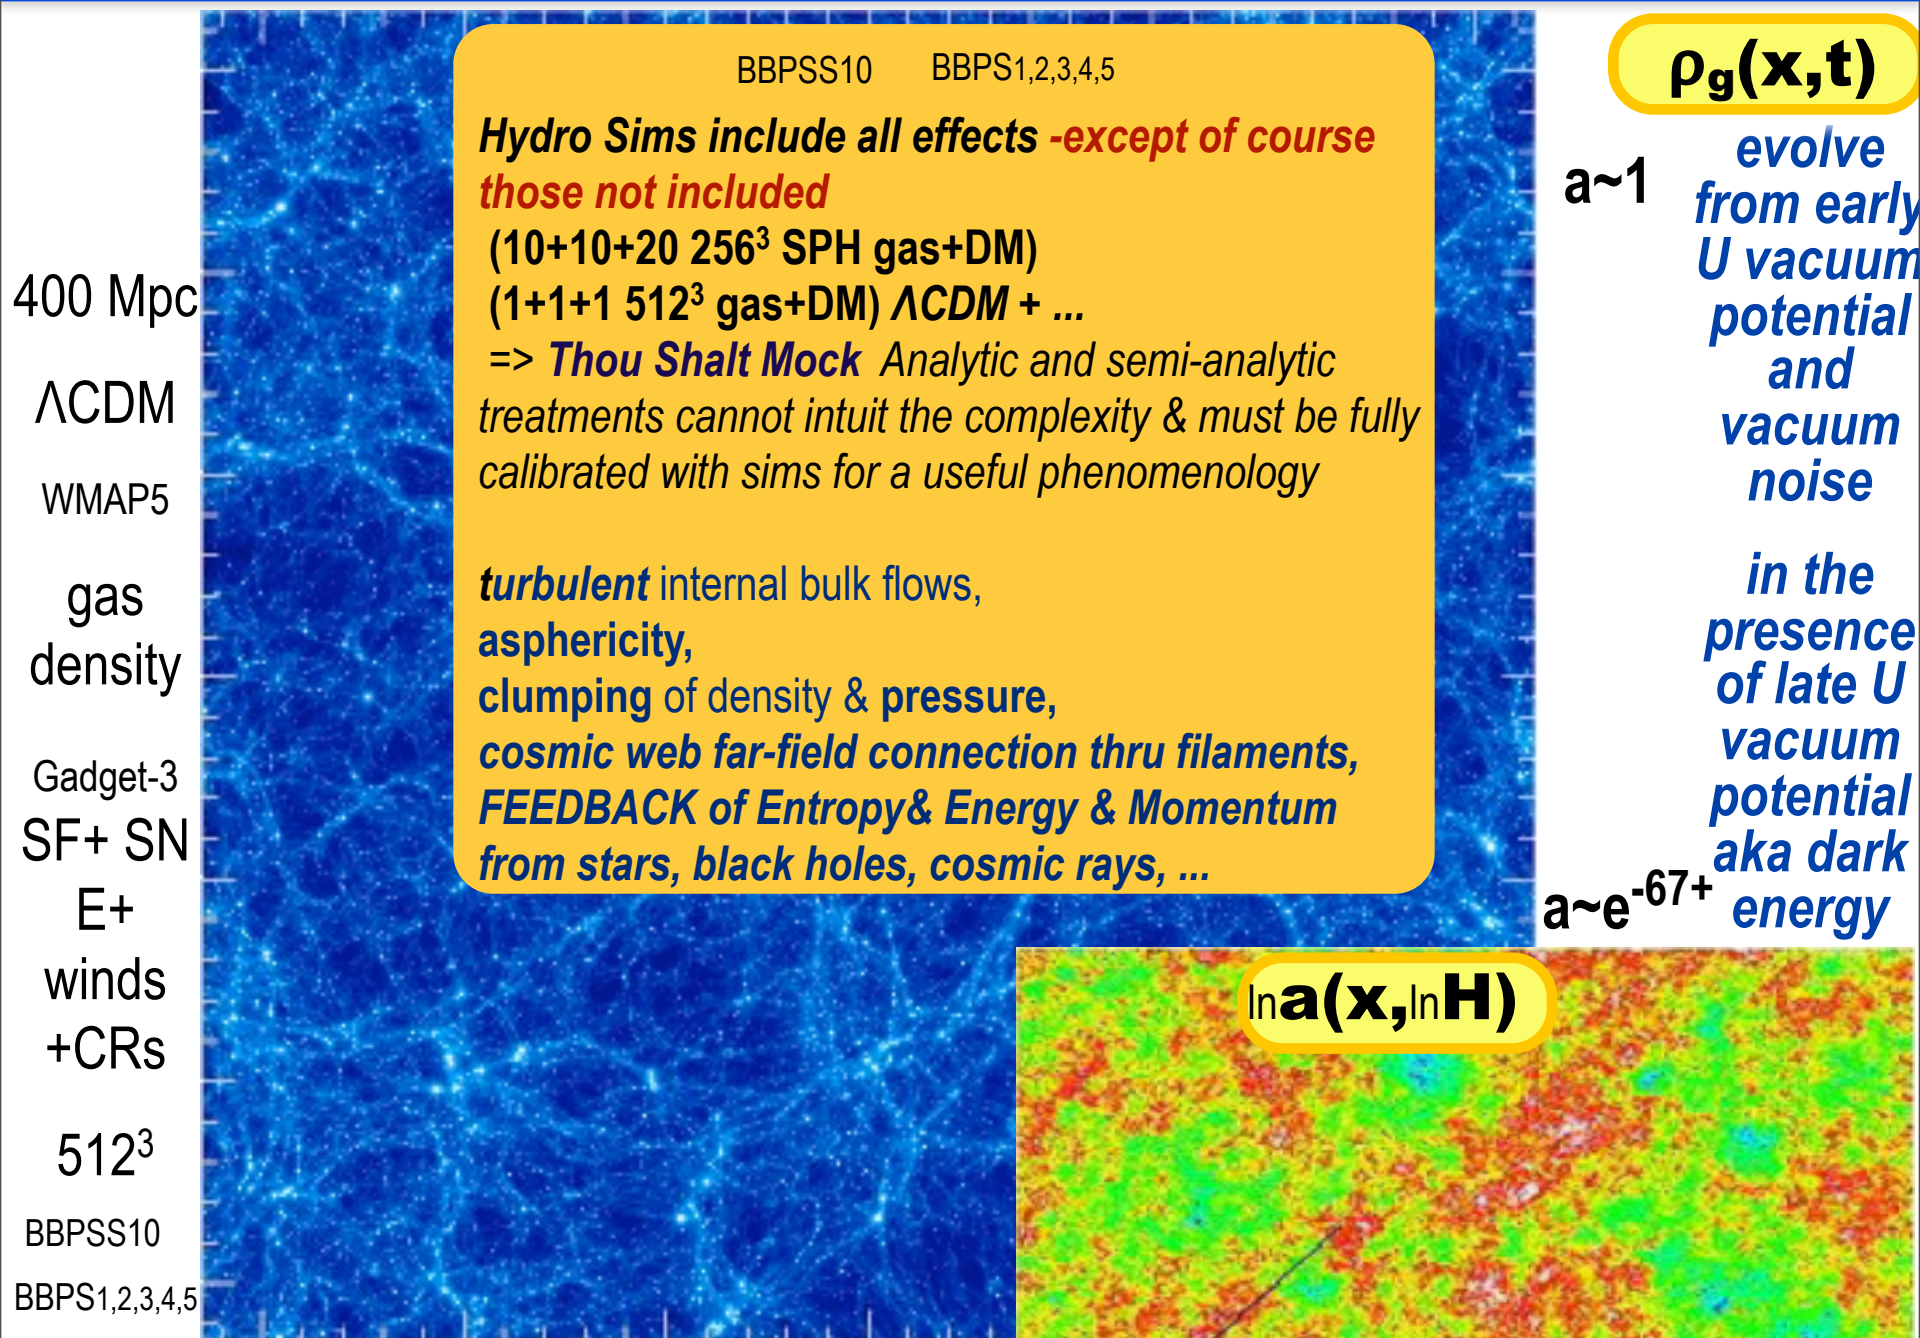 400 Mpc
ΛCDM
WMAP5
gas
density
Gadget-3
SF+ SN
E+
winds
+CRs
512³
BBPSS10
BBPS1,2,3,4,5
BBPSS10 BBPS1,2,3,4,5
Hydro Sims include all effects -except of course
those not included
(10+10+20 256³ SPH gas+DM)
(1+1+1 512³ gas+DM) ΛCDM + ...
=> Thou Shalt Mock Analytic and semi-analytic
treatments cannot intuit the complexity & must be fully
calibrated with sims for a useful phenomenology
turbulent internal bulk flows,
asphericity,
clumping of density & pressure,
cosmic web far-field connection thru filaments,
FEEDBACK of Entropy& Energy & Momentum
from stars, black holes, cosmic rays, ...
ρg(x,t)
a~1
evolve
from early
U vacuum
potential
and
vacuum
noise
in the
presence
of late U
vacuum
potential
aka dark
energy
a~e⁻⁶⁷⁺
lna(x,lnH)